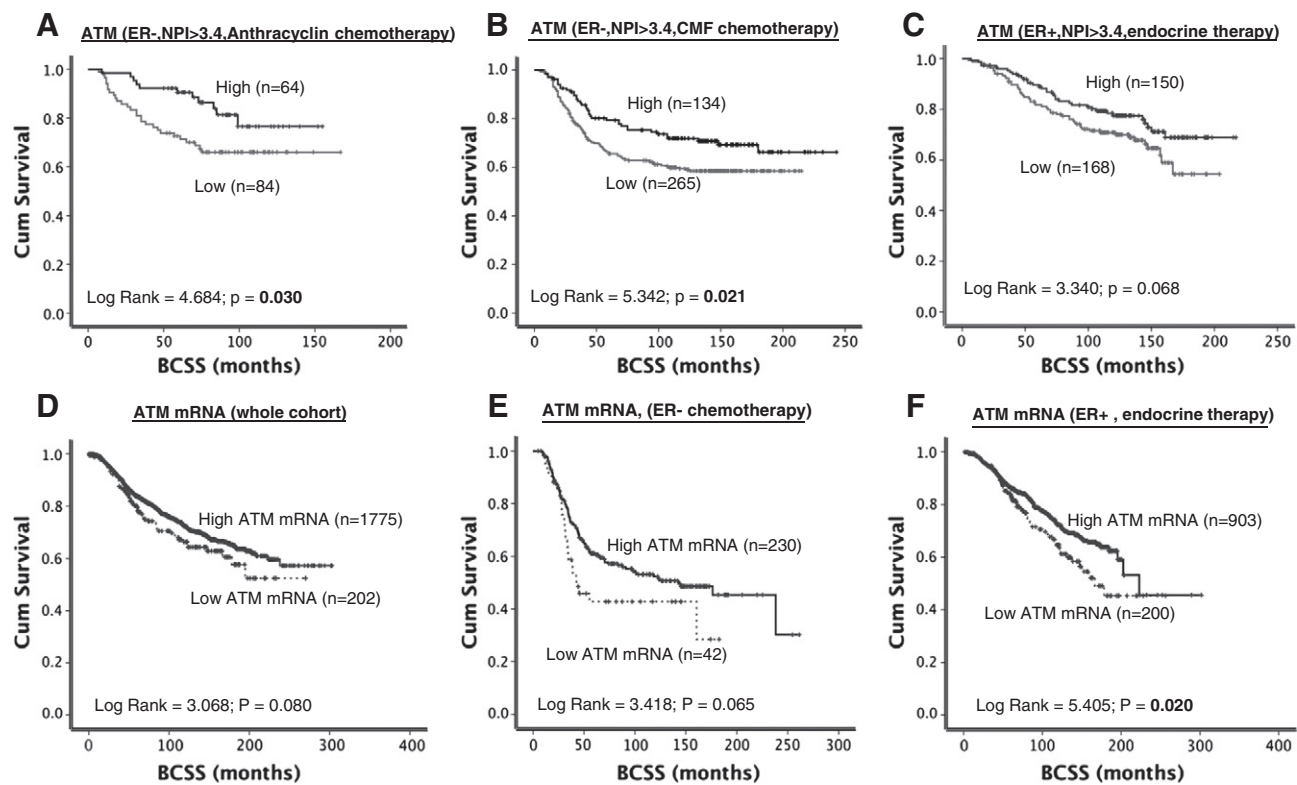 A
ATM (ER-,NPI>3.4,Anthracyclin chemotherapy)
Cum Survival
1.0
0.8
0.6
0.4
0.2
0.0
High (n=64)
Low (n=84)
Log Rank = 4.684; p = 0.030
0 50 100 150 200
BCSS (months)
B
ATM (ER-,NPI>3.4,CMF chemotherapy)
Cum Survival
1.0
0.8
0.6
0.4
0.2
0.0
High (n=134)
Low (n=265)
Log Rank = 5.342; p = 0.021
0 50 100 150 200 250
BCSS (months)
C
ATM (ER+,NPI>3.4,endocrine therapy)
Cum Survival
1.0
0.8
0.6
0.4
0.2
0.0
High (n=150)
Low (n=168)
Log Rank = 3.340; p = 0.068
0 50 100 150 200 250
BCSS (months)
D
ATM mRNA (whole cohort)
Cum Survival
1.0
0.8
0.6
0.4
0.2
0.0
High ATM mRNA (n=1775)
Low ATM mRNA (n=202)
Log Rank = 3.068; P = 0.080
0 100 200 300 400
BCSS (months)
E
ATM mRNA, (ER- chemotherapy)
Cum Survival
1.0
0.8
0.6
0.4
0.2
0.0
High ATM mRNA (n=230)
Low ATM mRNA (n=42)
Log Rank = 3.418; P = 0.065
0 50 100 150 200 250 300
BCSS (months)
F
ATM mRNA (ER+ , endocrine therapy)
Cum Survival
1.0
0.8
0.6
0.4
0.2
0.0
High ATM mRNA (n=903)
Low ATM mRNA (n=200)
Log Rank = 5.405; P = 0.020
0 100 200 300 400
BCSS (months)